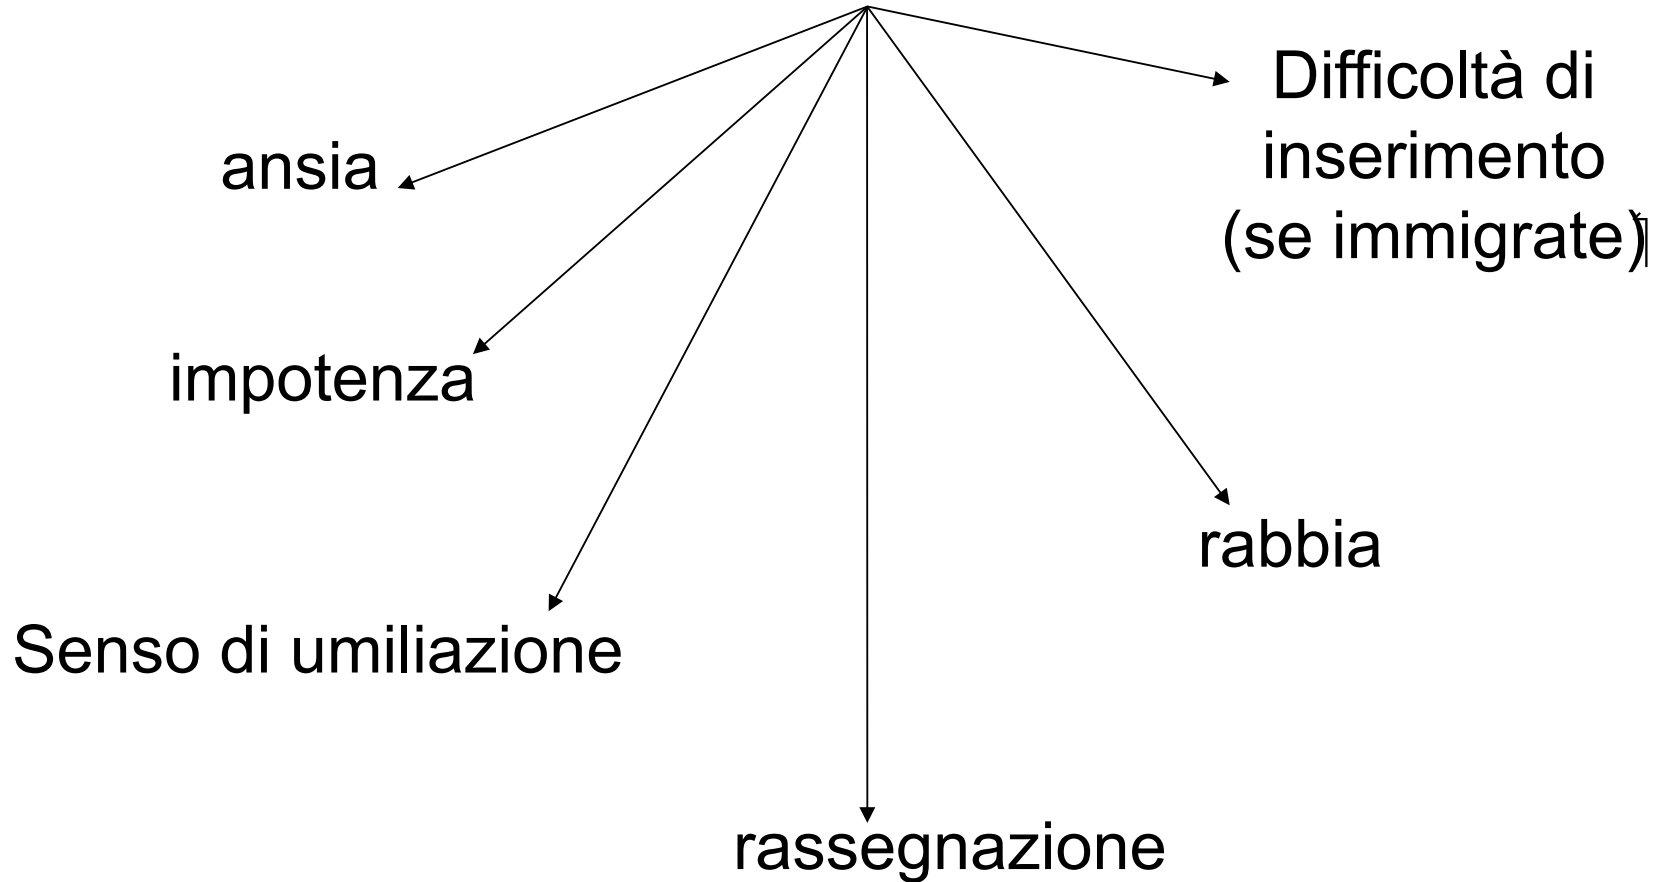 Difficoltà di
inserimento
(se immigrate)
ansia
impotenza
rabbia
Senso di umiliazione
rassegnazione